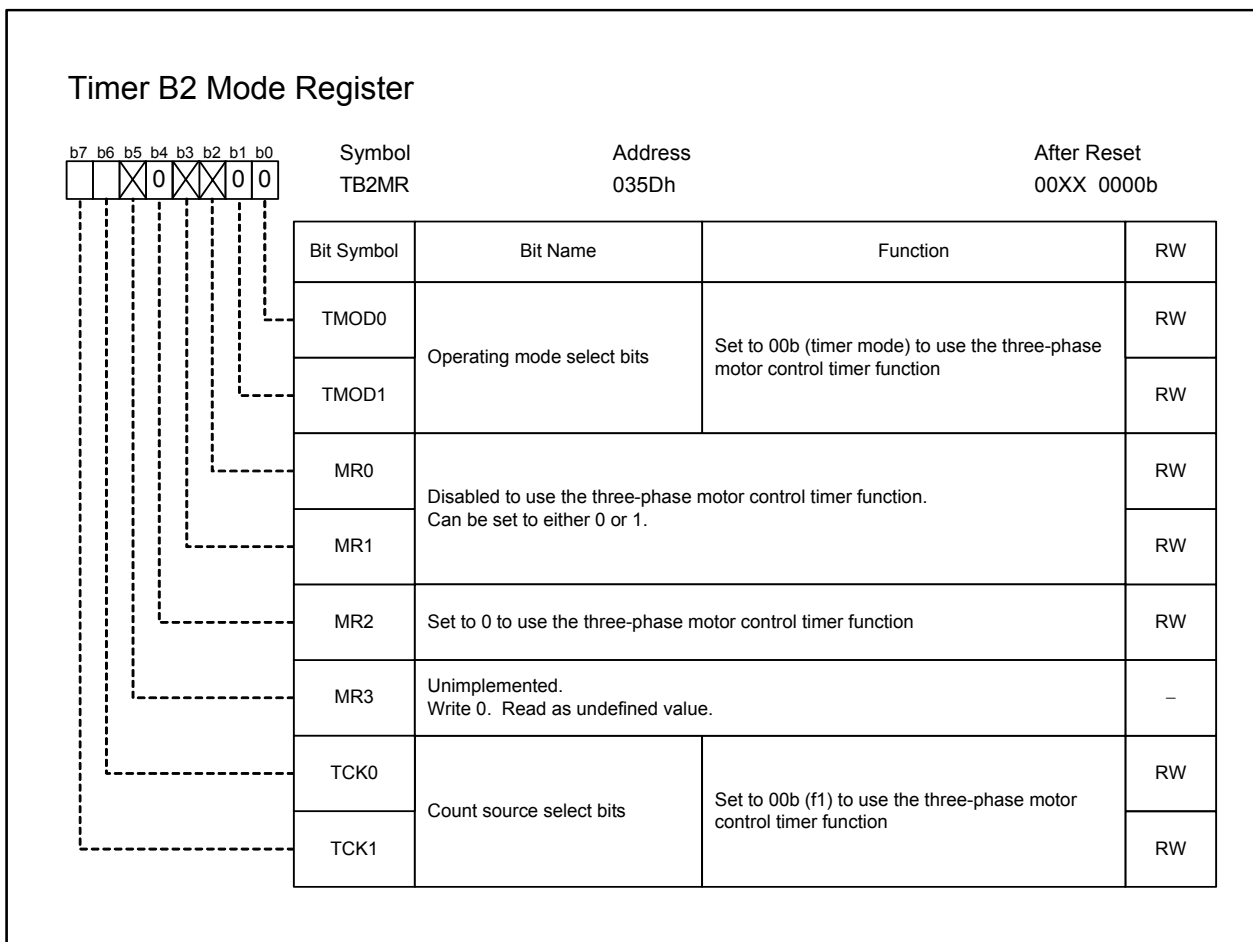 Timer B2 Mode Register
b7 b6 b5 b4 b3 b2 b1 b0
0 0 0
Symbol Address After Reset
TB2MR 035Dh 00XX 0000b
Bit Symbol Bit Name Function RW
TMOD0 RW
Operating mode select bits
Set to 00b (timer mode) to use the three-phase
motor control timer function
TMOD1 RW
MR0 RW
Disabled to use the three-phase motor control timer function.
Can be set to either 0 or 1.
MR1 RW
MR2 Set to 0 to use the three-phase motor control timer function RW
MR3
Unimplemented.
Write 0. Read as undefined value.
–
TCK0 RW
Count source select bits
Set to 00b (f1) to use the three-phase motor
control timer function
TCK1 RW